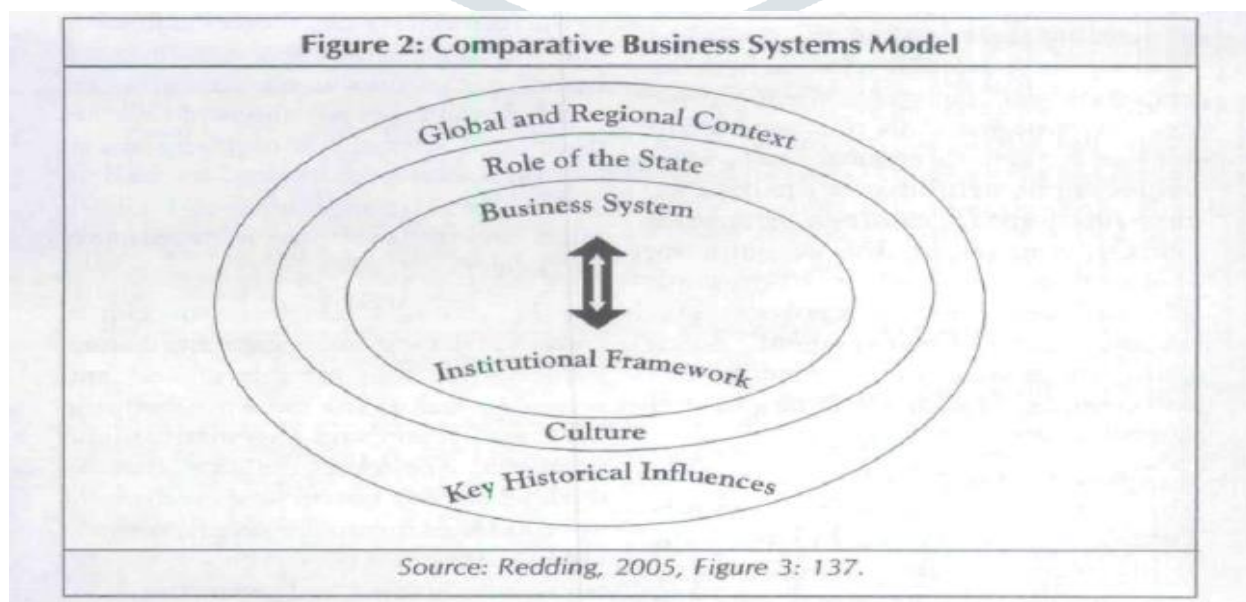 Figure 2: Comparative Business Systems Model
Global and Regional Context
Role of the State
Business System
Institutional Framework
Culture
Key Historical Influences
Source: Redding, 2005, Figure 3: 137.